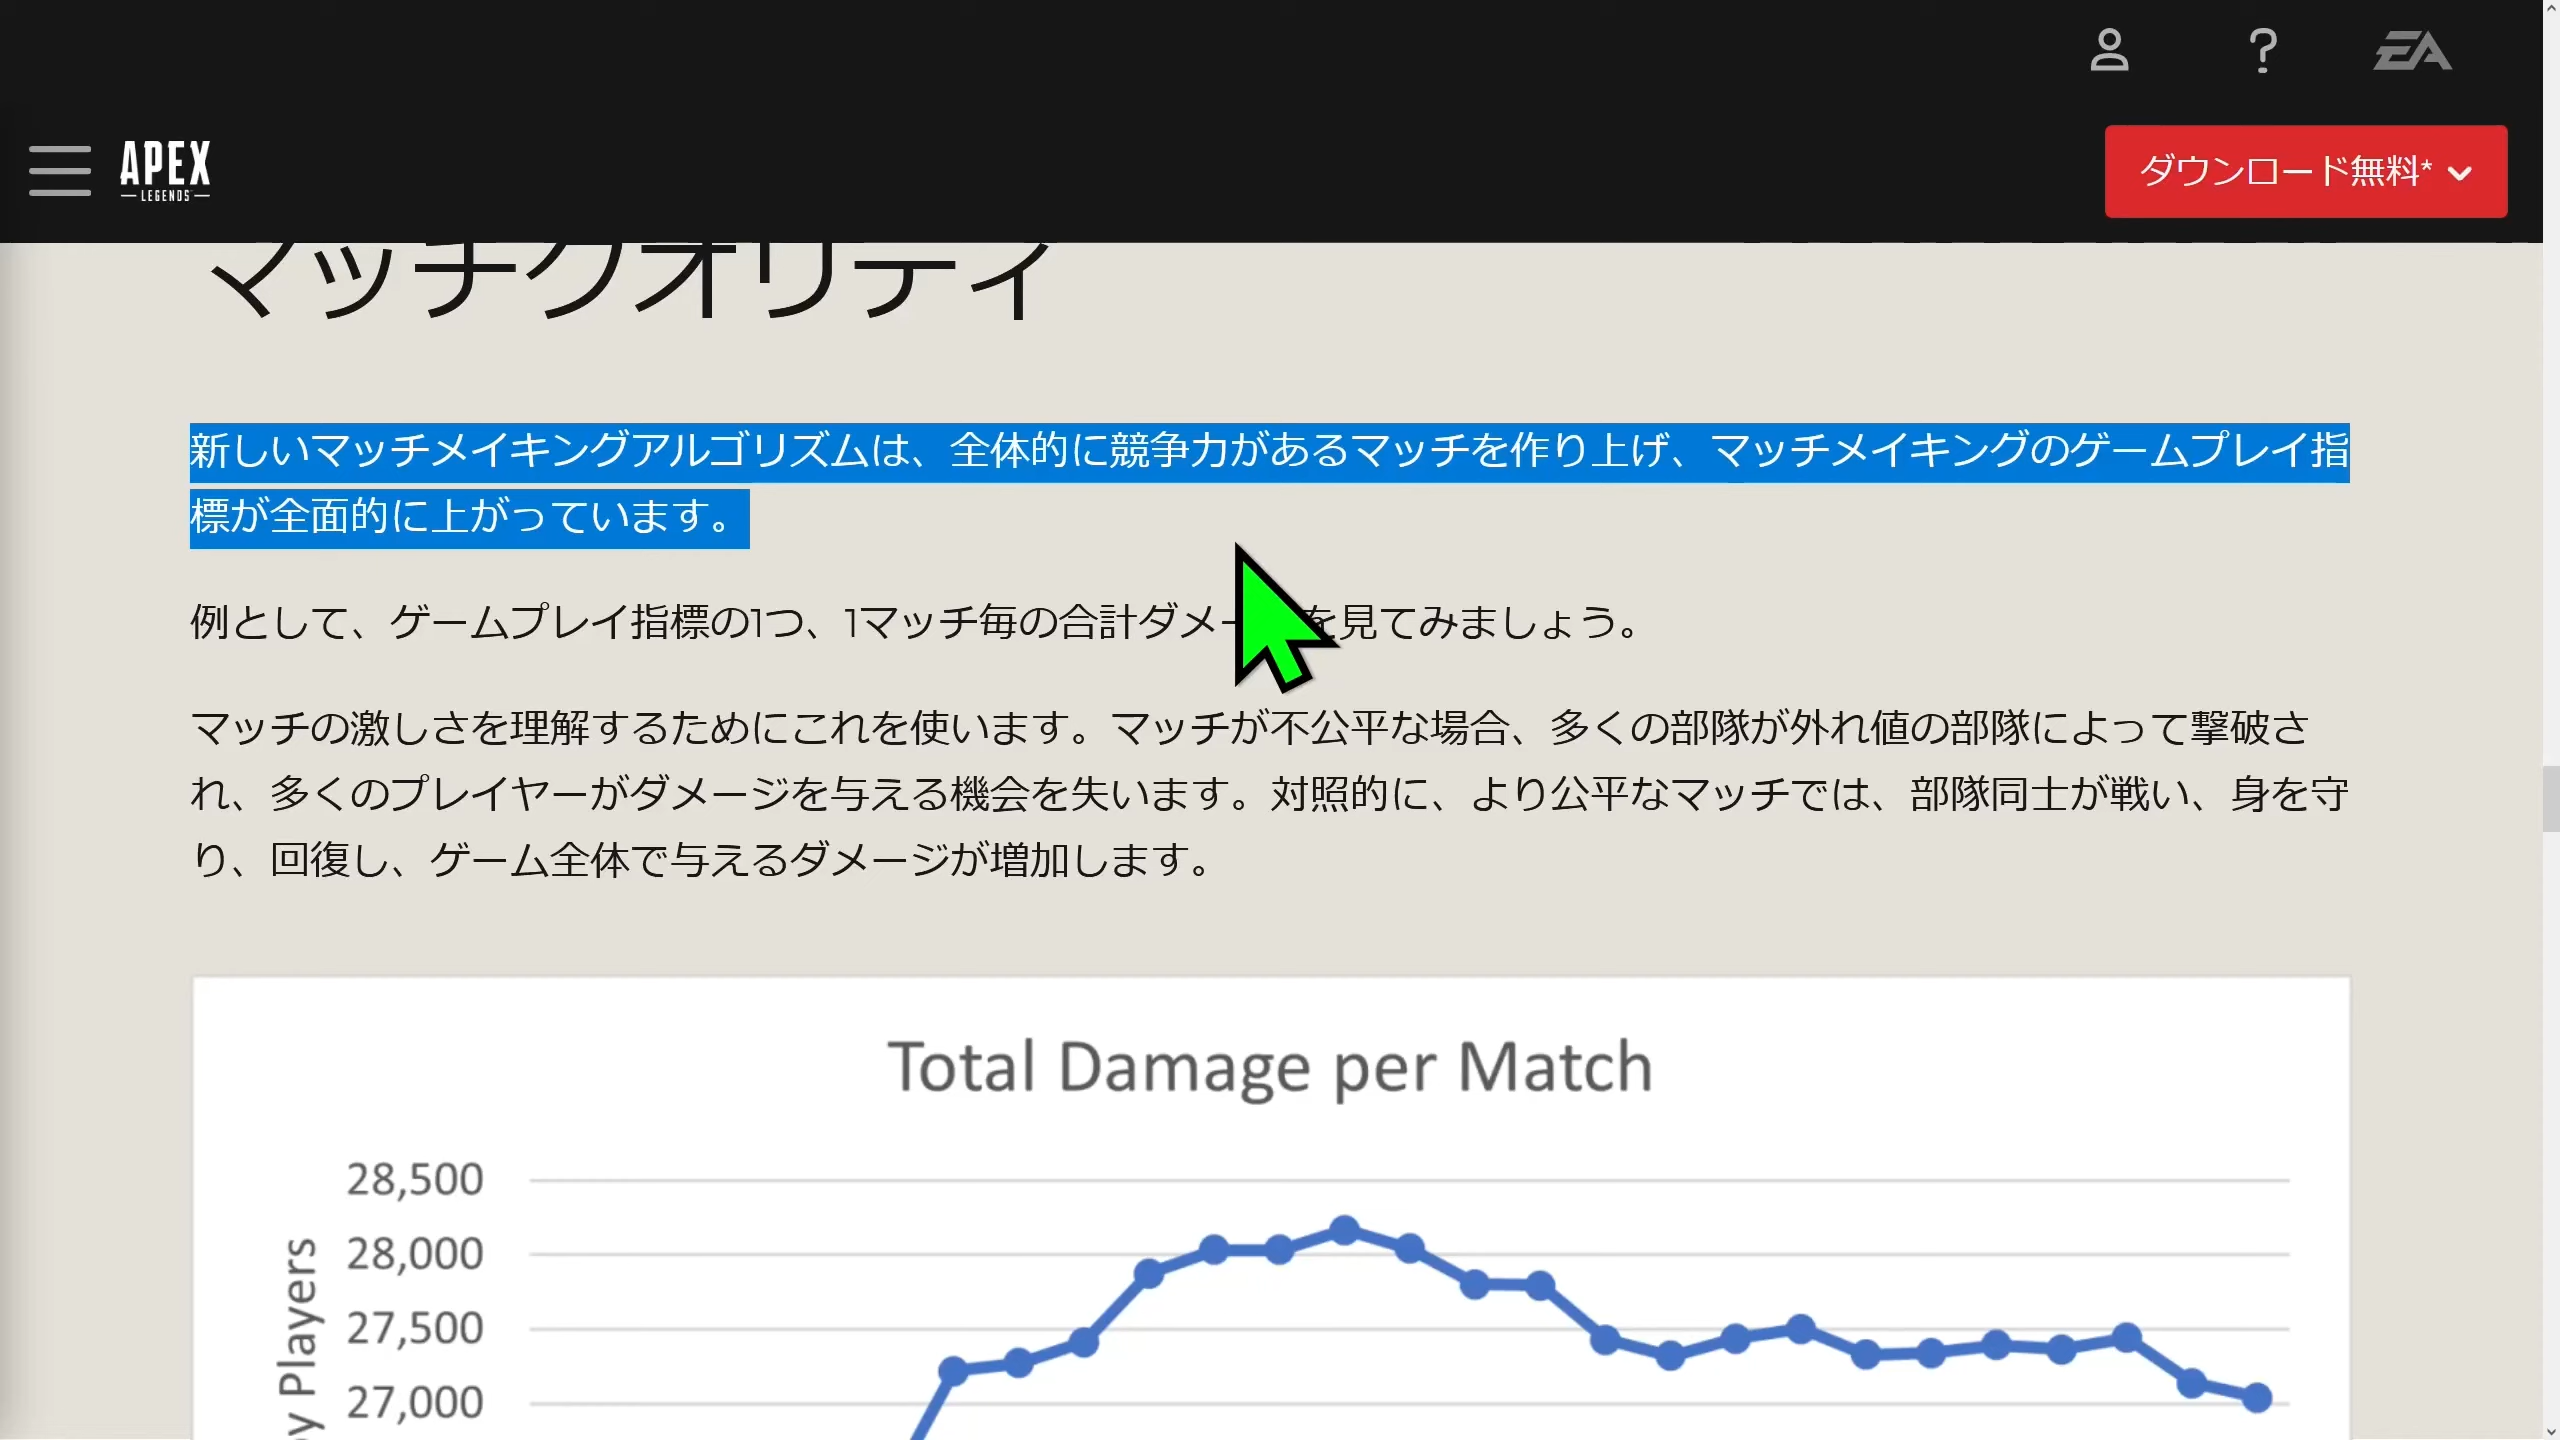 APEX
LEGENDS
ダウンロード無料*
マッチクオリティ
新しいマッチメイキングアルゴリズムは、全体的に競争力があるマッチを作り上げ、マッチメイキングのゲームプレイ指
標が全面的に上がっています。
例として、ゲームプレイ指標の1つ、1マッチ毎の合計ダメー を見てみましょう。
マッチの激しさを理解するためにこれを使います。マッチが不公平な場合、多くの部隊が外れ値の部隊によって撃破さ
れ、多くのプレイヤーがダメージを与える機会を失います。対照的に、より公平なマッチでは、部隊同士が戦い、身を守
り、回復し、ゲーム全体で与えるダメージが増加します。
Total Damage per Match
28,500
28,000
27,500
27,000
by Players